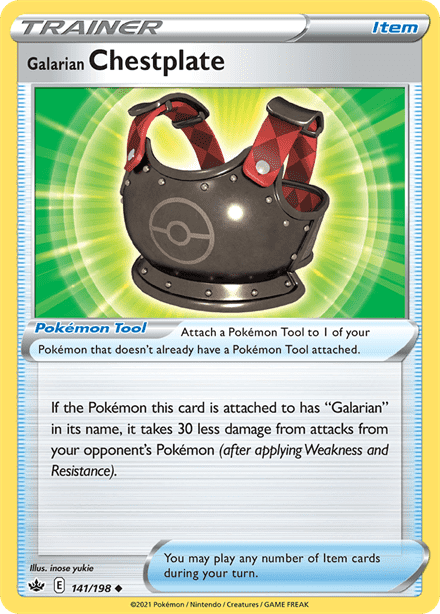 TRAINER
Item
Galarian Chestplate
Pokémon Tool
Attach a Pokémon Tool to 1 of your
Pokémon that doesn't already have a Pokémon Tool attached.
If the Pokémon this card is attached to has “Galarian”
in its name, it takes 30 less damage from attacks from
your opponent's Pokémon (after applying Weakness and
Resistance).
Illus. inose yukie
You may play any number of Item cards
during your turn.
E
141/198 ◆
©2021 Pokémon / Nintendo / Creatures / GAME FREAK